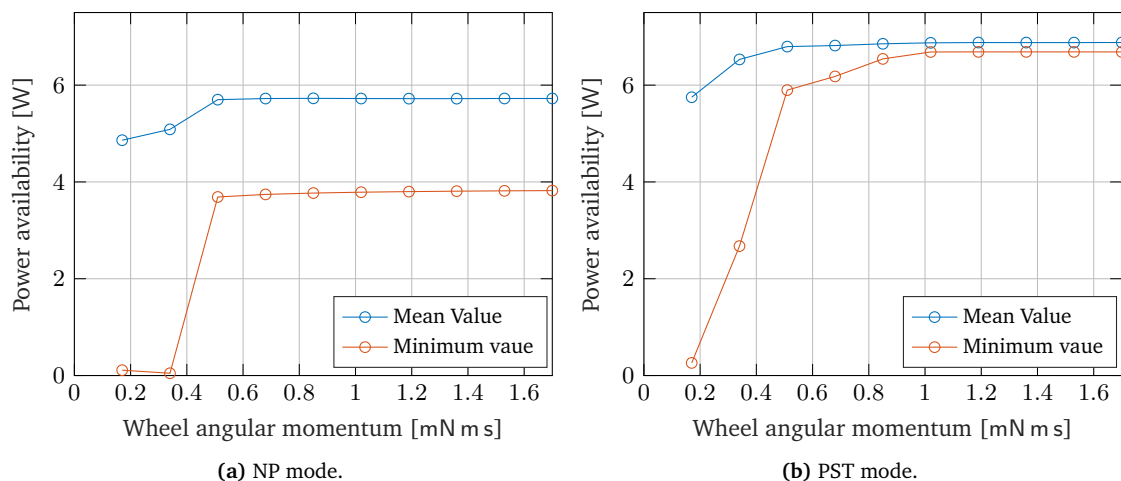 Power availability [W]
6
4
2
0
0 0.2 0.4 0.6 0.8 1 1.2 1.4 1.6
Mean Value
Minimum vaue
Wheel angular momentum [mN m s]
(a) NP mode.
Power availability [W]
6
4
2
0
0 0.2 0.4 0.6 0.8 1 1.2 1.4 1.6
Mean Value
Minimum vaue
Wheel angular momentum [mN m s]
(b) PST mode.